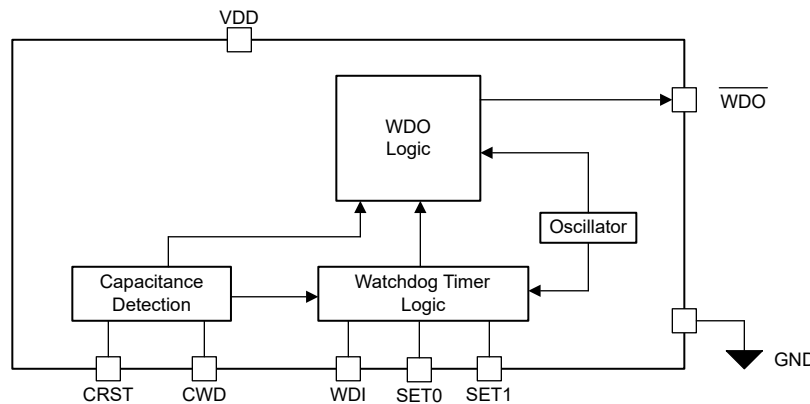 VDD
WDO
WDO
Logic
Oscillator
Capacitance
Detection
Watchdog Timer
Logic
GND
CRST
CWD
WDI
SET0
SET1